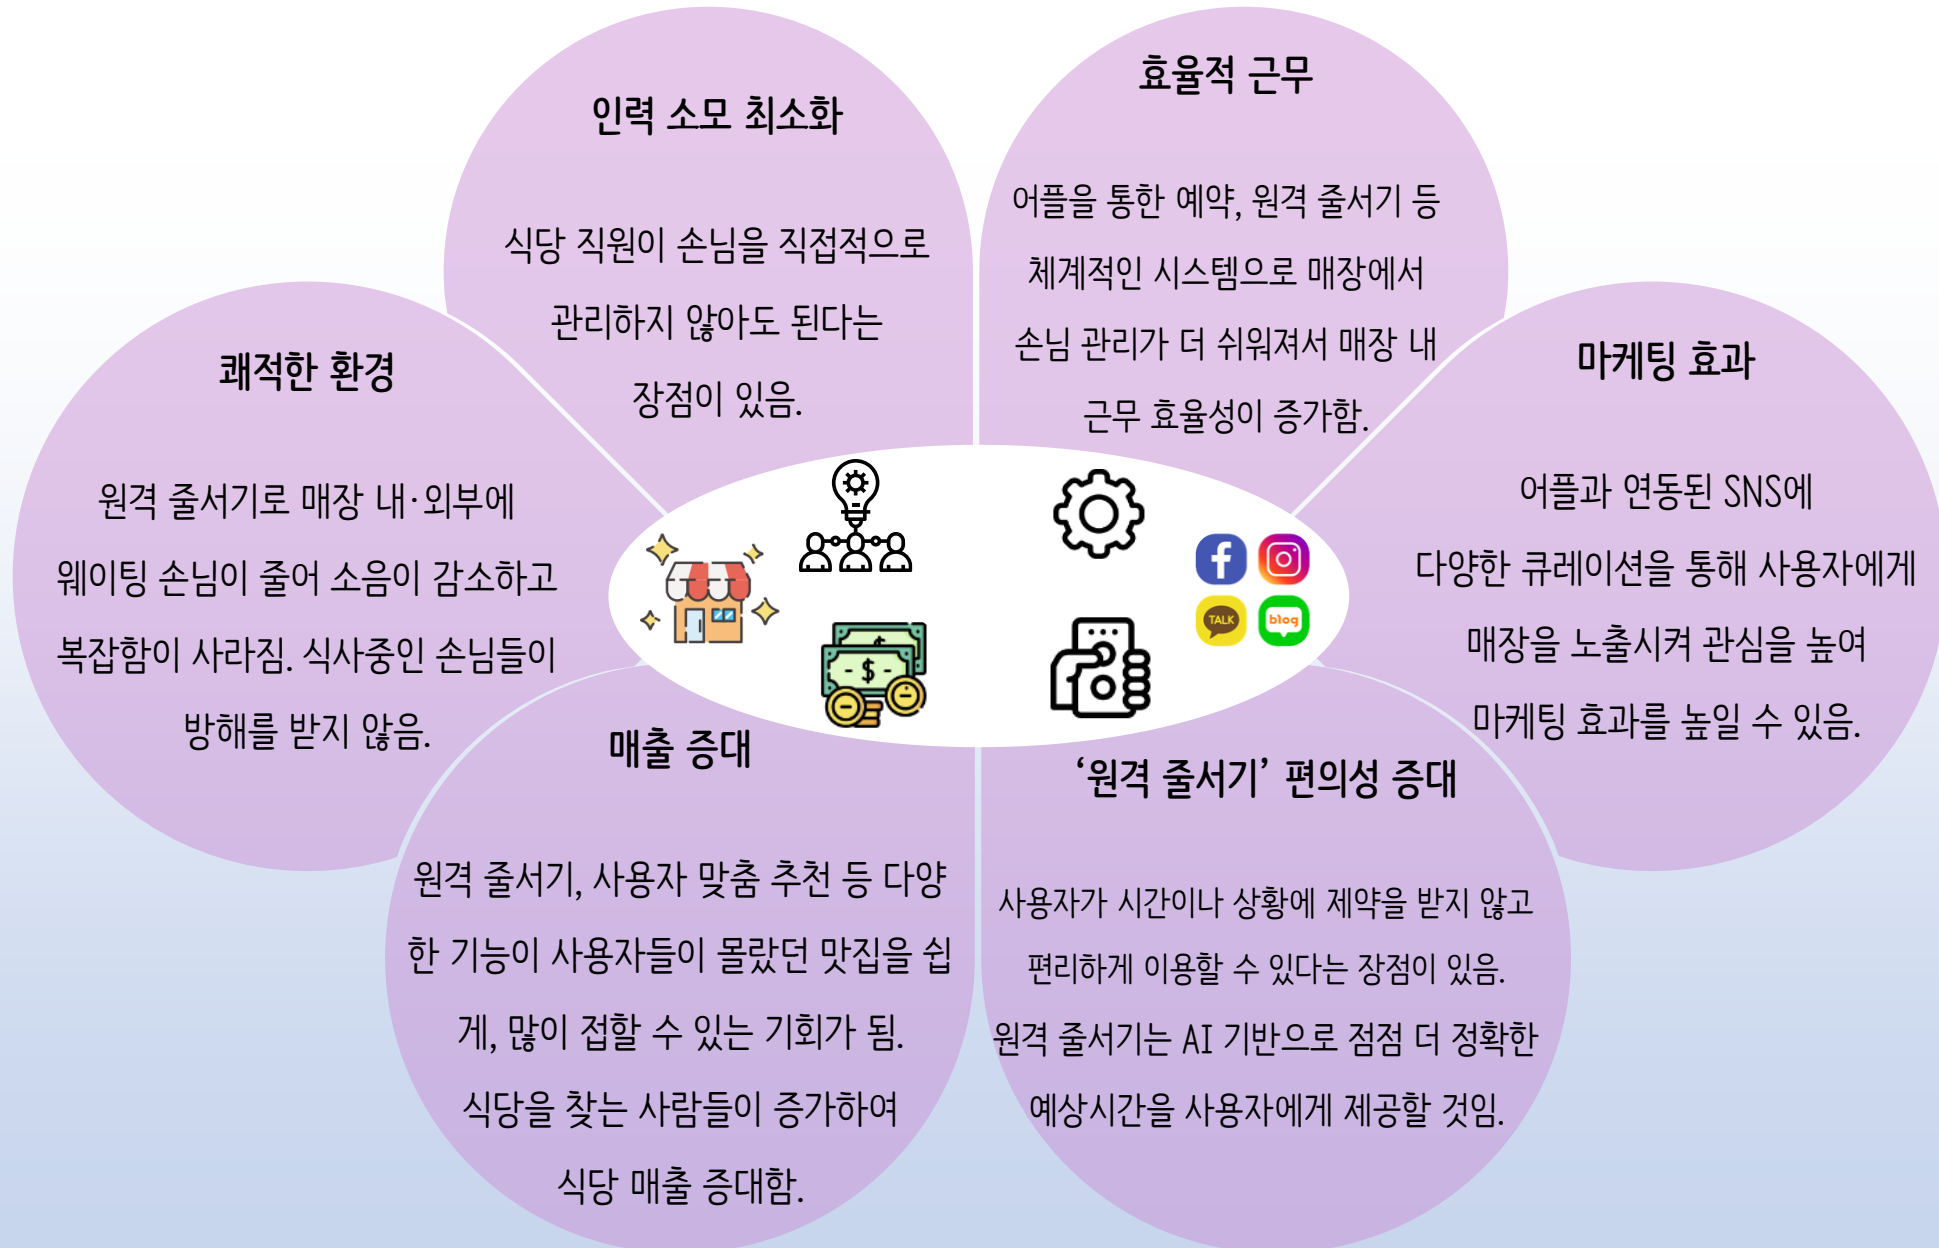 인력 소모 최소화
식당 직원이 손님을 직접적으로
관리하지 않아도 된다는
장점이 있음.
효율적 근무
어플을 통한 예약, 원격 줄서기 등
체계적인 시스템으로 매장에서
손님 관리가 더 쉬워져서 매장 내
근무 효율성이 증가함.
쾌적한 환경
원격 줄서기로 매장 내·외부에
웨이팅 손님이 줄어 소음이 감소하고
복잡함이 사라짐. 식사중인 손님들이
방해를 받지 않음.
마케팅 효과
어플과 연동된 SNS에
다양한 큐레이션을 통해 사용자에게
매장을 노출시켜 관심을 높여
마케팅 효과를 높일 수 있음.
TALK
blog
매출 증대
원격 줄서기, 사용자 맞춤 추천 등 다양
한 기능이 사용자들이 몰랐던 맛집을 쉽
게, 많이 접할 수 있는 기회가 됨.
식당을 찾는 사람들이 증가하여
식당 매출 증대함.
‘원격 줄서기’ 편의성 증대
사용자가 시간이나 상황에 제약을 받지 않고
편리하게 이용할 수 있다는 장점이 있음.
원격 줄서기는 AI 기반으로 점점 더 정확한
예상시간을 사용자에게 제공할 것임.